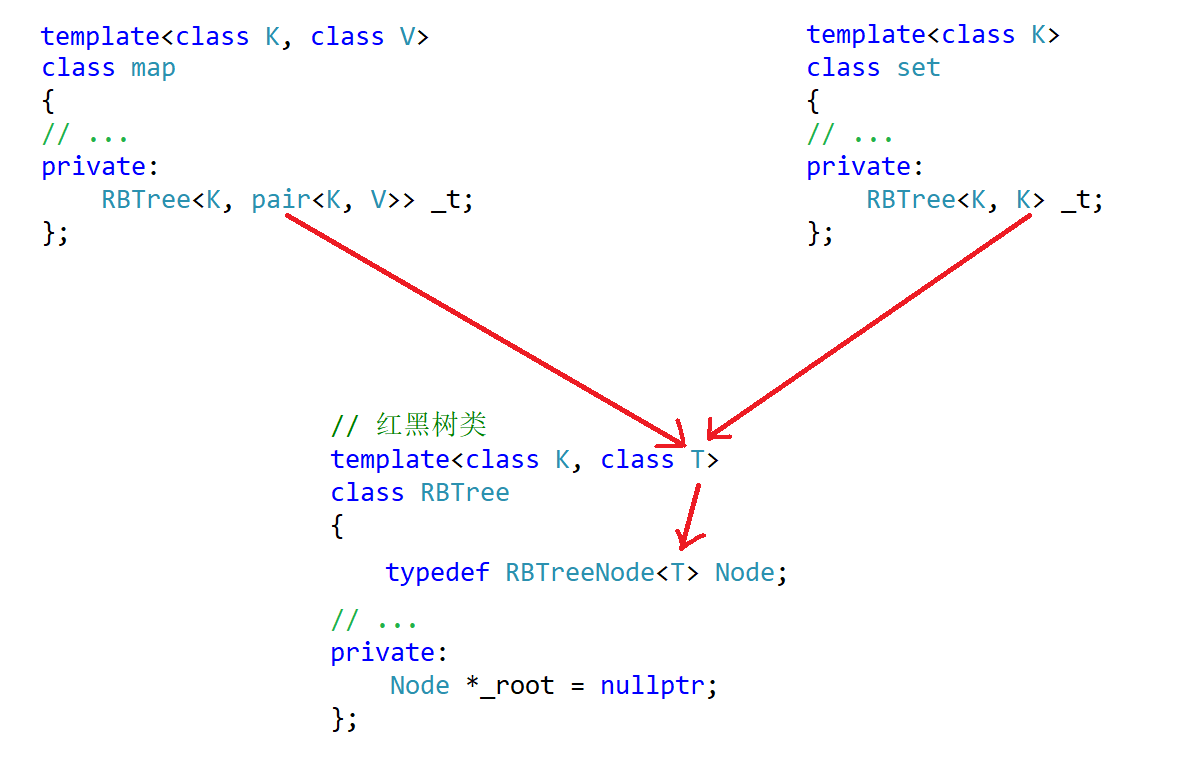 template<class K, class V>
class map
{
// ...
private:
    RBTree<K, pair<K, V>> _t;
};
template<class K>
class set
{
// ...
private:
    RBTree<K, K> _t;
};
// 红黑树类
template<class K, class T>
class RBTree
{
    typedef RBTreeNode<T> Node;
// ...
private:
    Node *_root = nullptr;
};